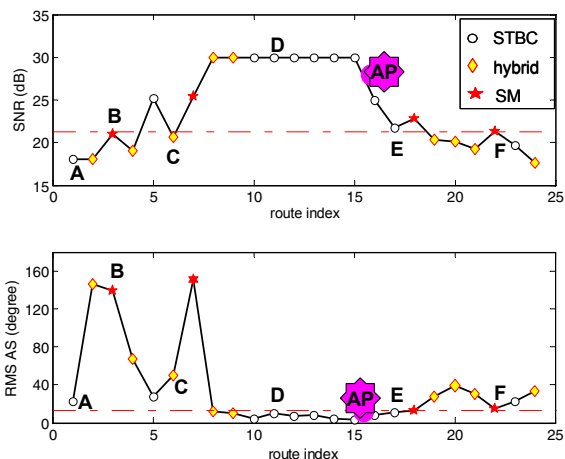 35
30
25
20
15
SNR (dB)
A
B
C
D
AP
E
F
STBC
hybrid
SM
0 5 10 15 20 25
route index
160
120
80
40
0
RMS AS (degree)
A
B
C
D
AP
E
F
0 5 10 15 20 25
route index